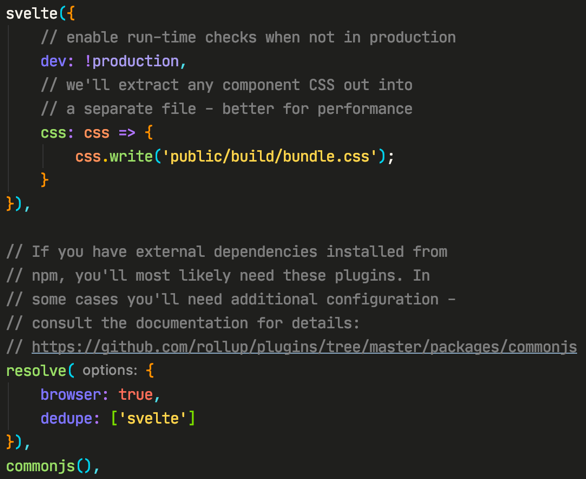 svelte({
    // enable run-time checks when not in production
    dev: !production,
    // we'll extract any component CSS out into
    // a separate file - better for performance
    css: css => {
        css.write('public/build/bundle.css');
    }
}),

// If you have external dependencies installed from
// npm, you'll most likely need these plugins. In
// some cases you'll need additional configuration -
// consult the documentation for details:
// https://github.com/rollup/plugins/tree/master/packages/commonjs
resolve( options: {
    browser: true,
    dedupe: ['svelte']
}),
commonjs(),